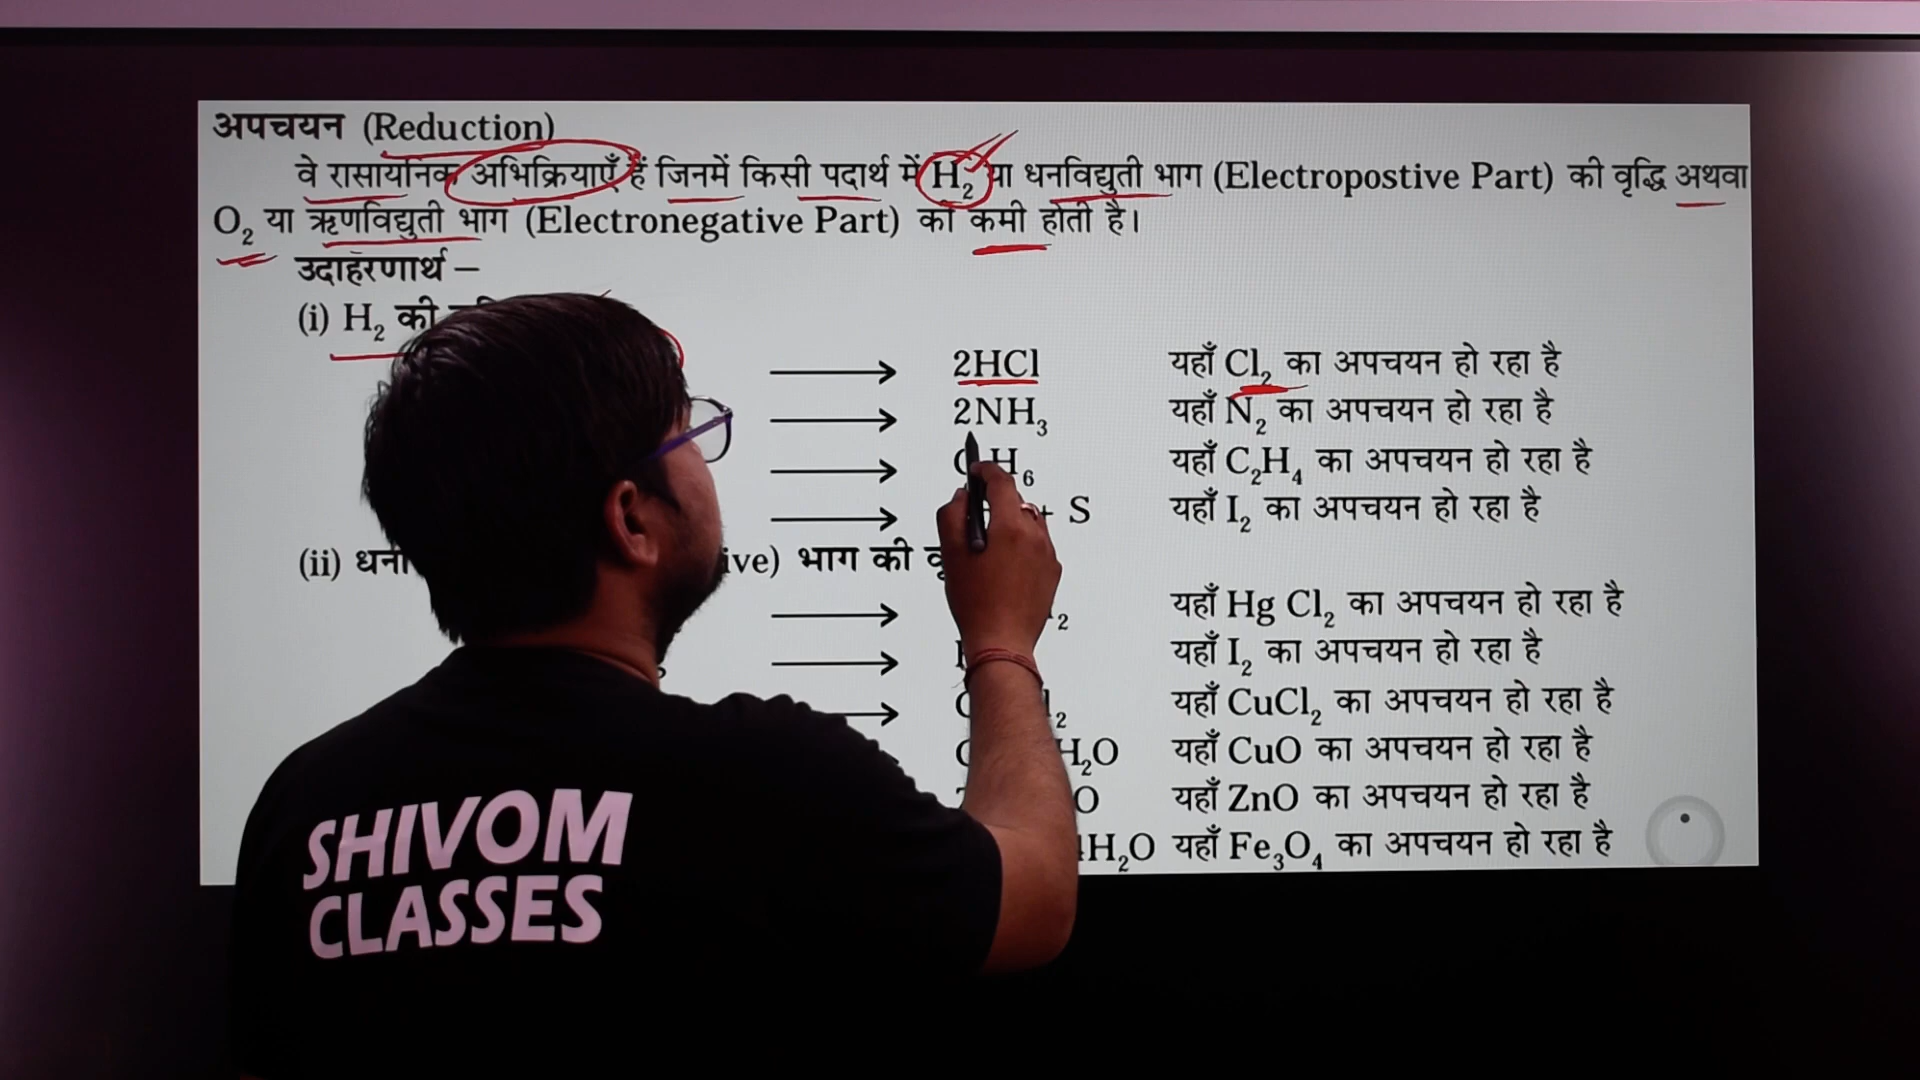 अपचयन (Reduction)
वे रासायनिक अभिक्रियाएँ हैं जिनमें किसी पदार्थ में H₂ या धनविद्युती भाग (Electropostive Part) की वृद्धि अथवा
O₂ या ऋणविद्युती भाग (Electronegative Part) की कमी होती है।
उदाहरणार्थ –
(i) H₂ की
⟶ 2HCl यहाँ Cl₂ का अपचयन हो रहा है
⟶ 2NH₃ यहाँ N₂ का अपचयन हो रहा है
⟶ H₆ यहाँ C₂H₄ का अपचयन हो रहा है
⟶ + S यहाँ I₂ का अपचयन हो रहा है
(ii) ive) भाग की
⟶ ₂ यहाँ Hg Cl₂ का अपचयन हो रहा है
⟶ यहाँ I₂ का अपचयन हो रहा है
⟶ ₂ यहाँ CuCl₂ का अपचयन हो रहा है
H₂O यहाँ CuO का अपचयन हो रहा है
O यहाँ ZnO का अपचयन हो रहा है
H₂O यहाँ Fe₃O₄ का अपचयन हो रहा है
SHIVOM
CLASSES